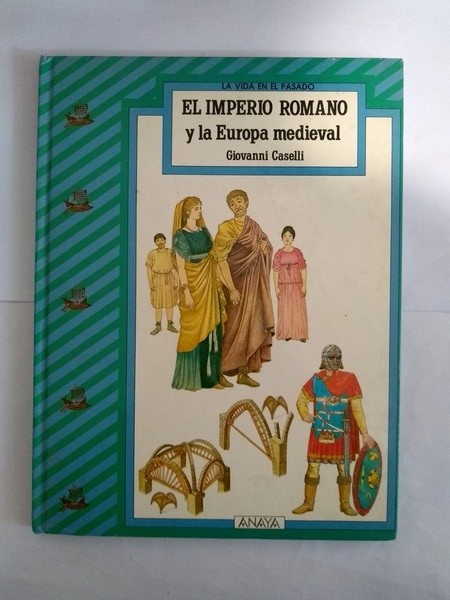 LA VIDA EN EL PASADO
EL IMPERIO ROMANO
y la Europa medieval
Giovanni Caselli
ANAYA